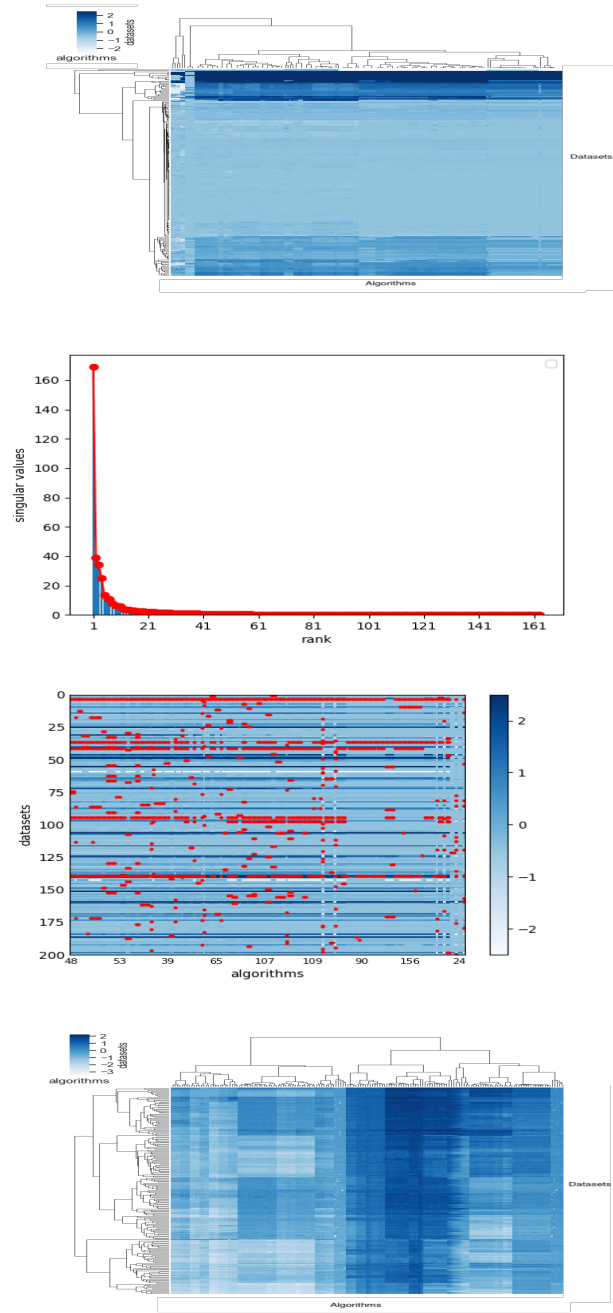 2
1
0
−1
−2
datasets
algorithms
Datasets
Algorithms
160
140
120
100
80
60
40
20
0
singular values
1 21 41 61 81 101 121 141 161
rank
0
25
50
75
100
125
150
175
200
datasets
48 53 39 65 107 109 90 156 24
algorithms
2
1
0
−1
−2
2
1
0
−1
−2
−3
datasets
algorithms
Datasets
Algorithms